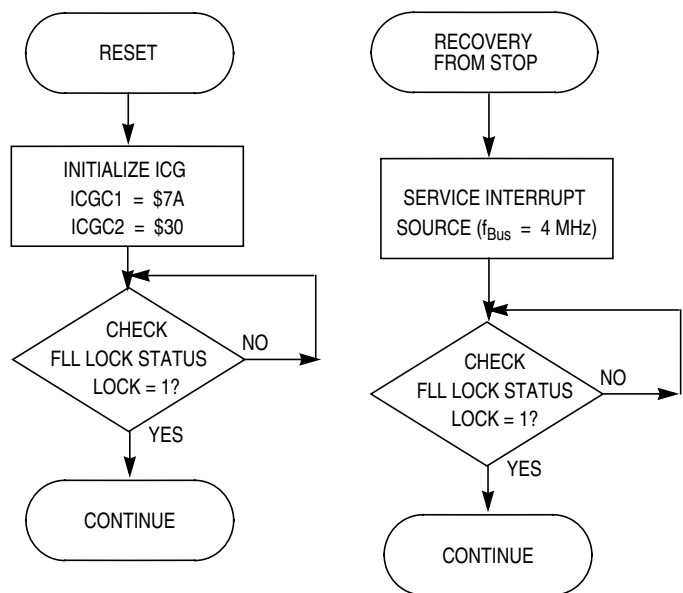 RESET
INITIALIZE ICG
ICGC1 = $7A
ICGC2 = $30
CHECK
FLL LOCK STATUS
LOCK = 1?
NO
YES
CONTINUE
RECOVERY
FROM STOP
SERVICE INTERRUPT
SOURCE (fBus = 4 MHz)
CHECK
FLL LOCK STATUS
LOCK = 1?
NO
YES
CONTINUE